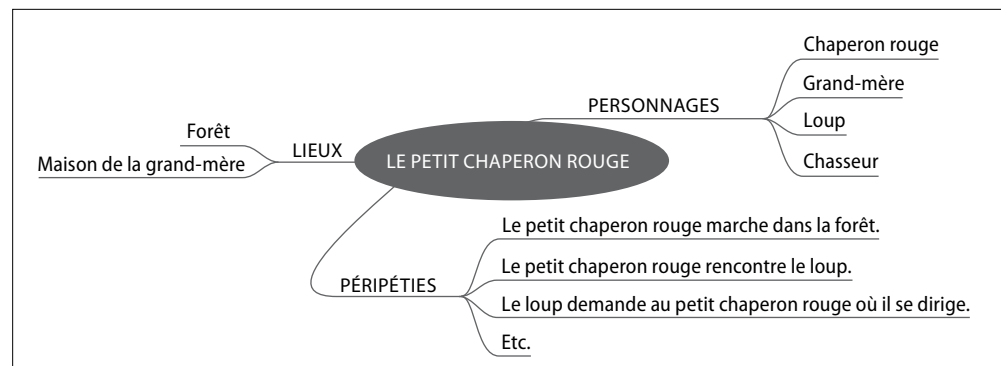 LE PETIT CHAPERON ROUGE
PERSONNAGES
Chaperon rouge
Grand-mère
Loup
Chasseur
LIEUX
Forêt
Maison de la grand-mère
PÉRIPÉTIES
Le petit chaperon rouge marche dans la forêt.
Le petit chaperon rouge rencontre le loup.
Le loup demande au petit chaperon rouge où il se dirige.
Etc.